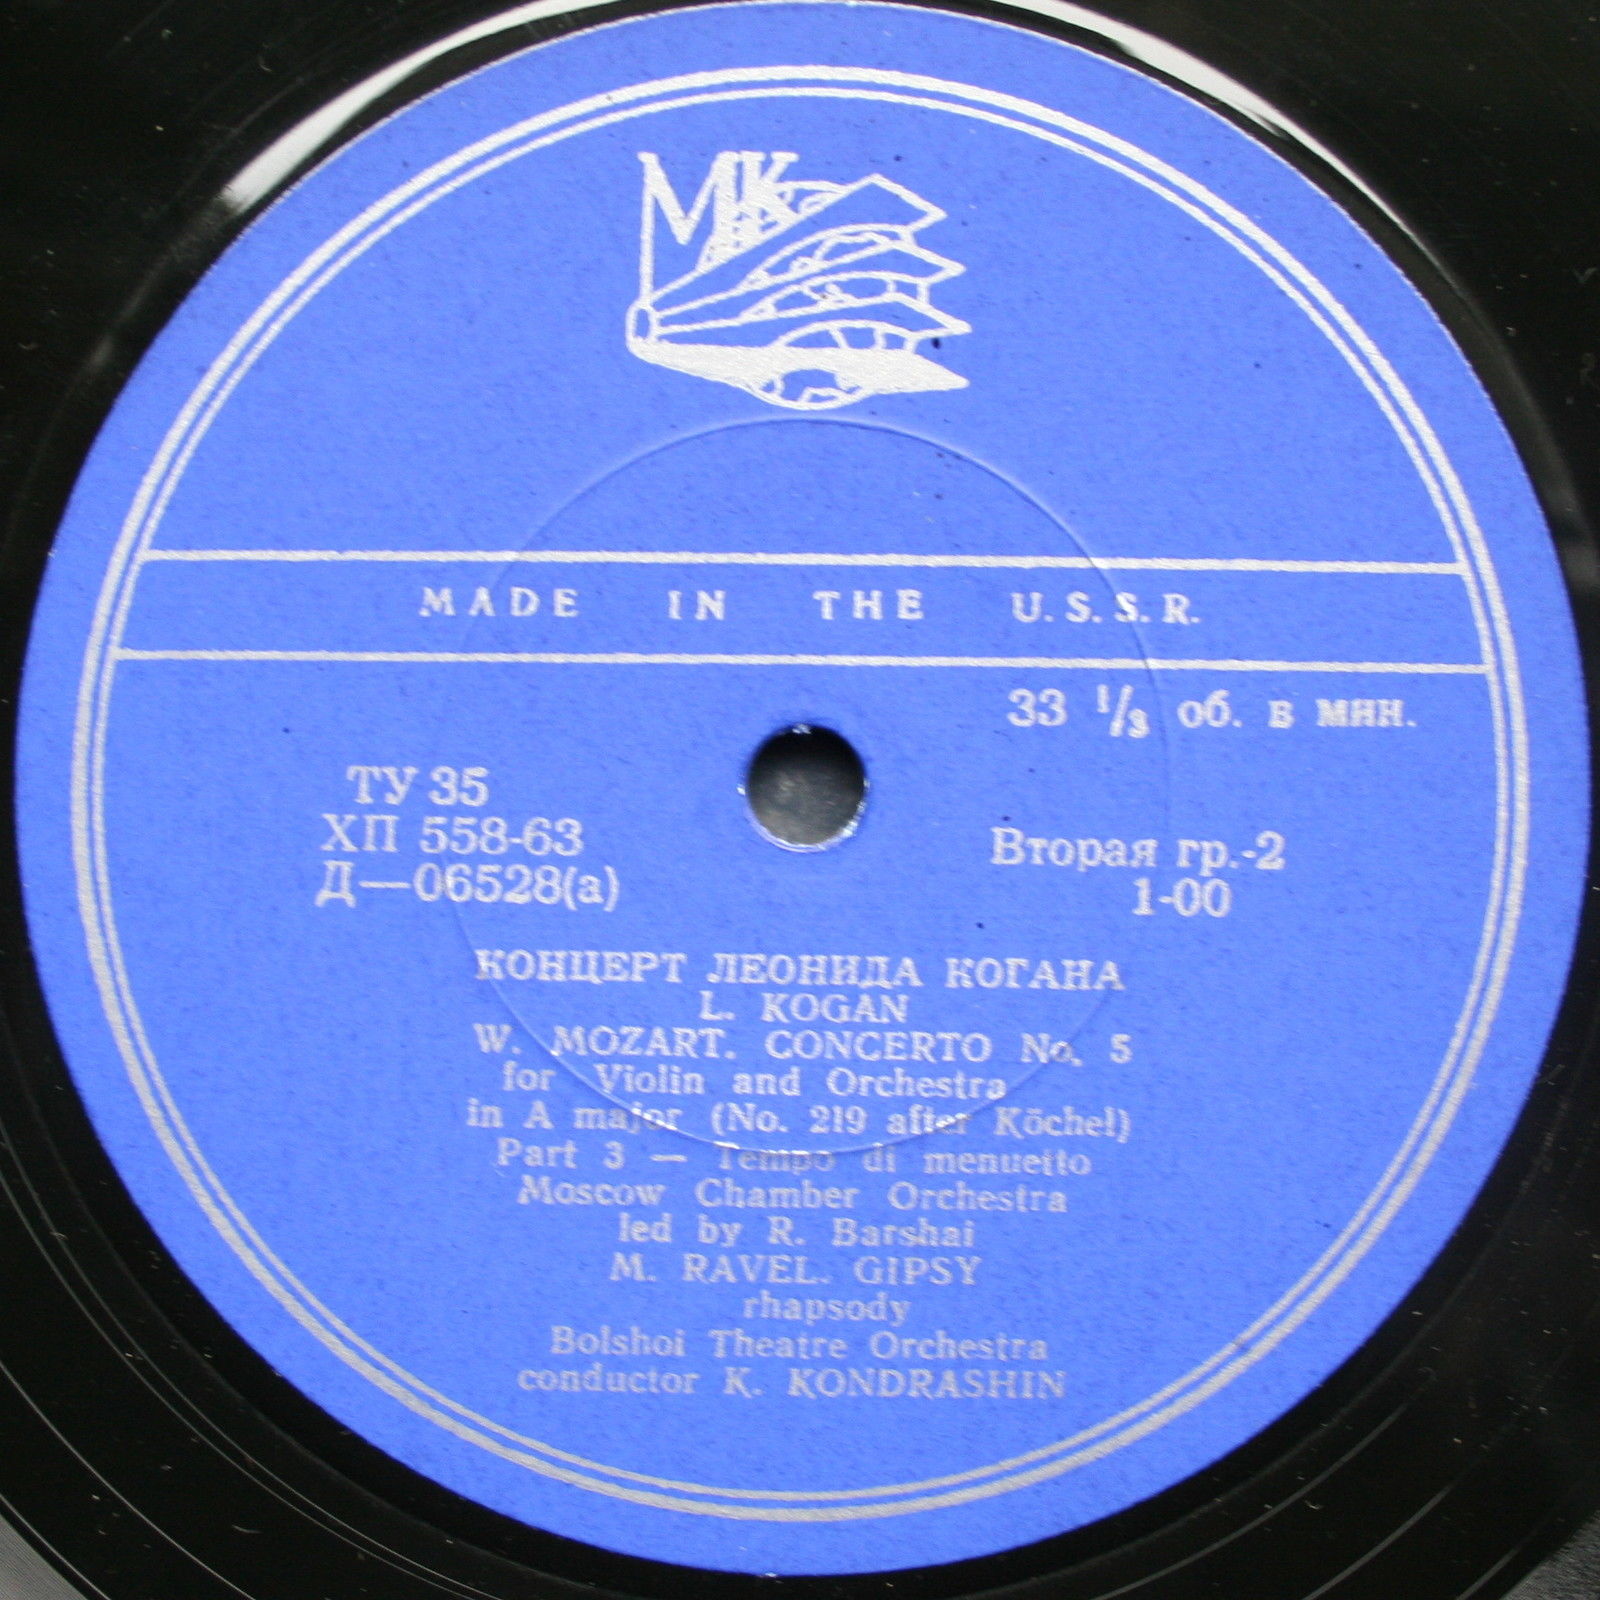 МК
MADE IN THE U.S.S.R.
33 1/3 об. в мин.
ТУ 35
ХП 558-63
Д—06528(а)
Вторая гр.-2
1-00
КОНЦЕРТ ЛЕОНИДА КОГАНА
L. KOGAN
W. MOZART. CONCERTO No. 5
for Violin and Orchestra
in A major (No. 219 after Köchel)
Part 3 — Tempo di menuetto
Moscow Chamber Orchestra
led by R. Barshai
M. RAVEL. GIPSY
rhapsody
Bolshoi Theatre Orchestra
conductor K. KONDRASHIN